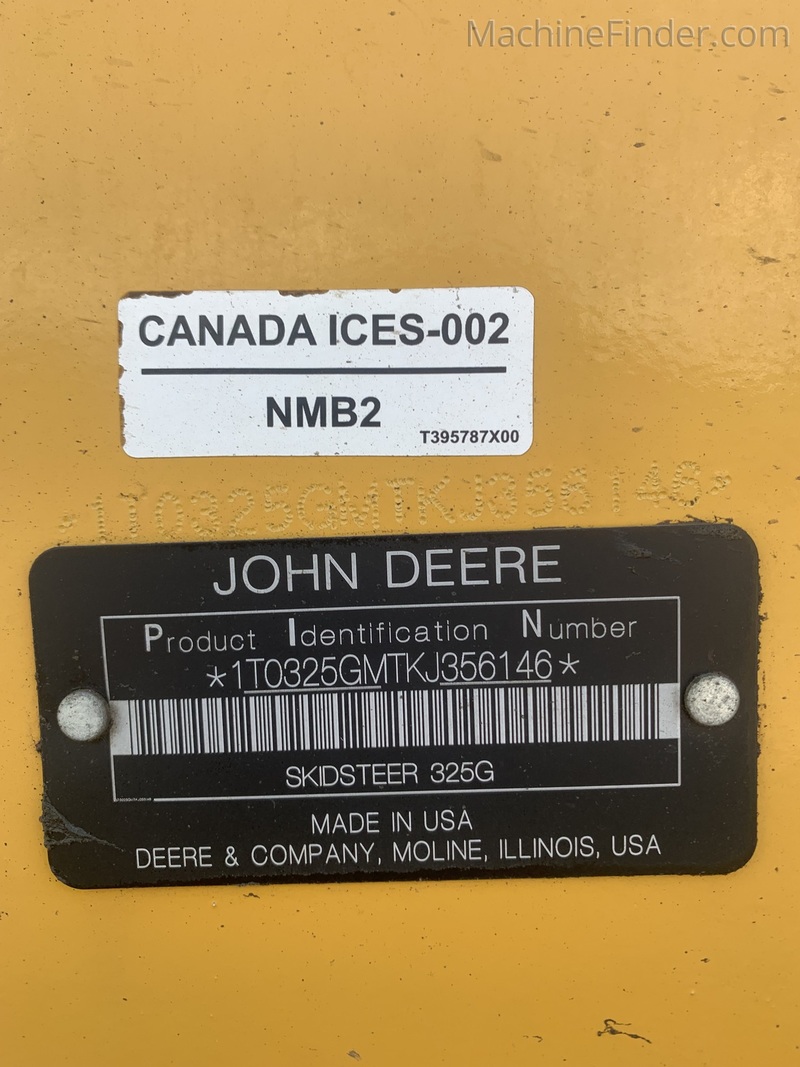 MachineFinder.com
CANADA ICES-002
NMB2
T395787X00
*1T0325GMTKJ356146*
JOHN DEERE
Product Identification Number
*1T0325GMTKJ356146*
SKIDSTEER 325G
MADE IN USA
DEERE & COMPANY, MOLINE, ILLINOIS, USA